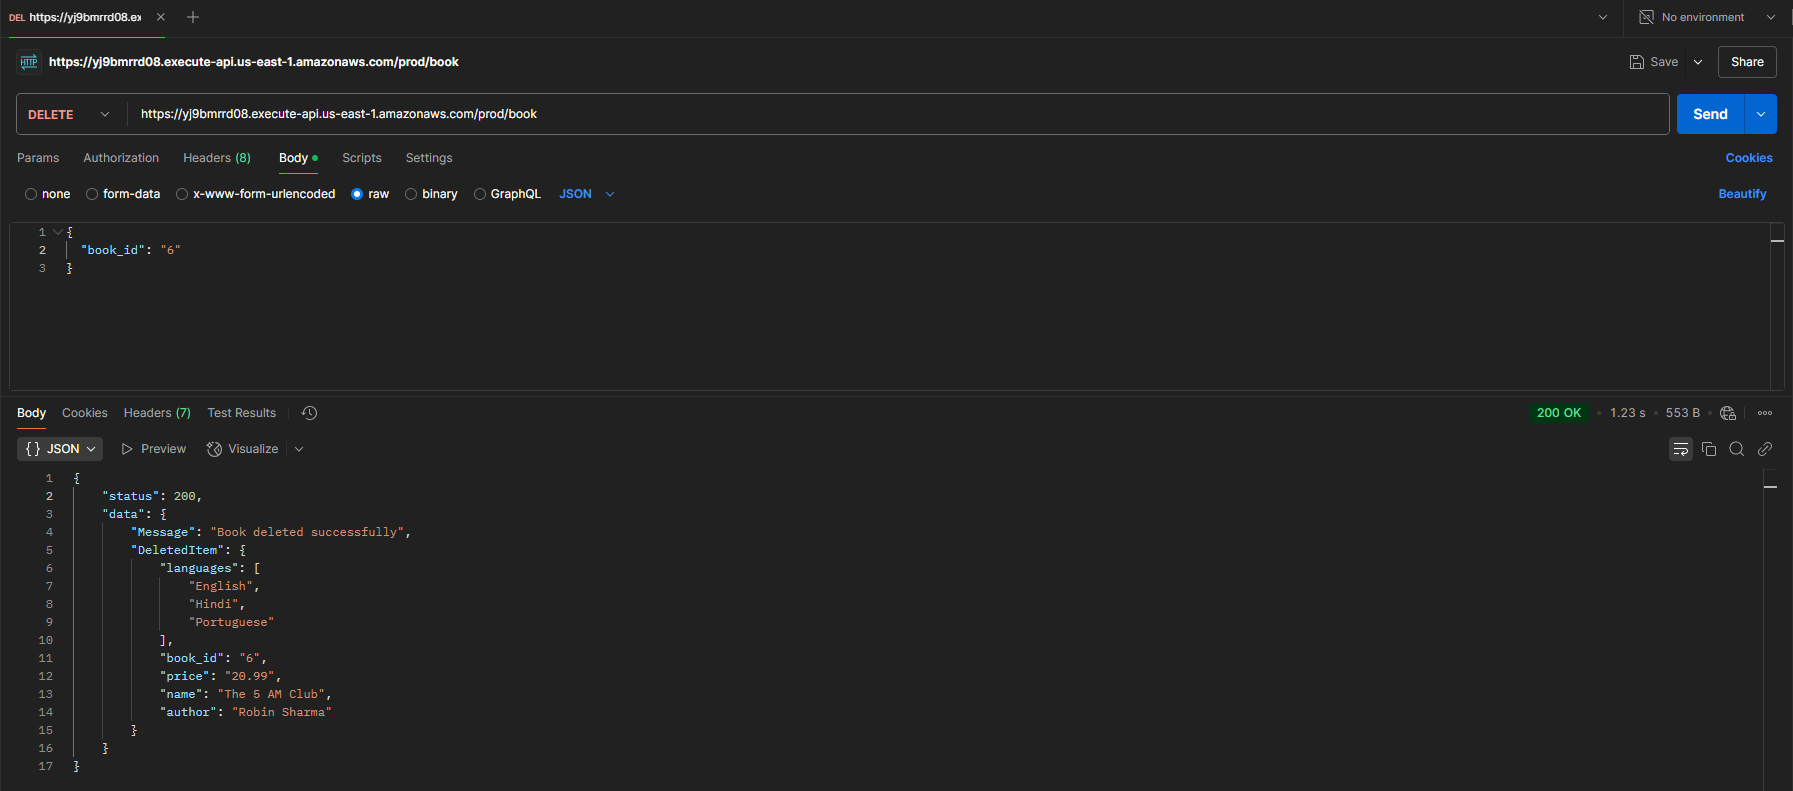 DEL https://yj9bmrrd08.ex
No environment
HTTP https://yj9bmrrd08.execute-api.us-east-1.amazonaws.com/prod/book
Save
Share
DELETE https://yj9bmrrd08.execute-api.us-east-1.amazonaws.com/prod/book
Send
Params Authorization Headers (8) Body Scripts Settings Cookies
none form-data x-www-form-urlencoded raw binary GraphQL JSON Beautify
1 {
2 "book_id": "6"
3 }
Body Cookies Headers (7) Test Results 200 OK • 1.23 s • 553 B •
{} JSON Preview Visualize
1 {
2 "status": 200,
3 "data": {
4 "Message": "Book deleted successfully",
5 "DeletedItem": {
6 "languages": [
7 "English",
8 "Hindi",
9 "Portuguese"
10 ],
11 "book_id": "6",
12 "price": "20.99",
13 "name": "The 5 AM Club",
14 "author": "Robin Sharma"
15 }
16 }
17 }